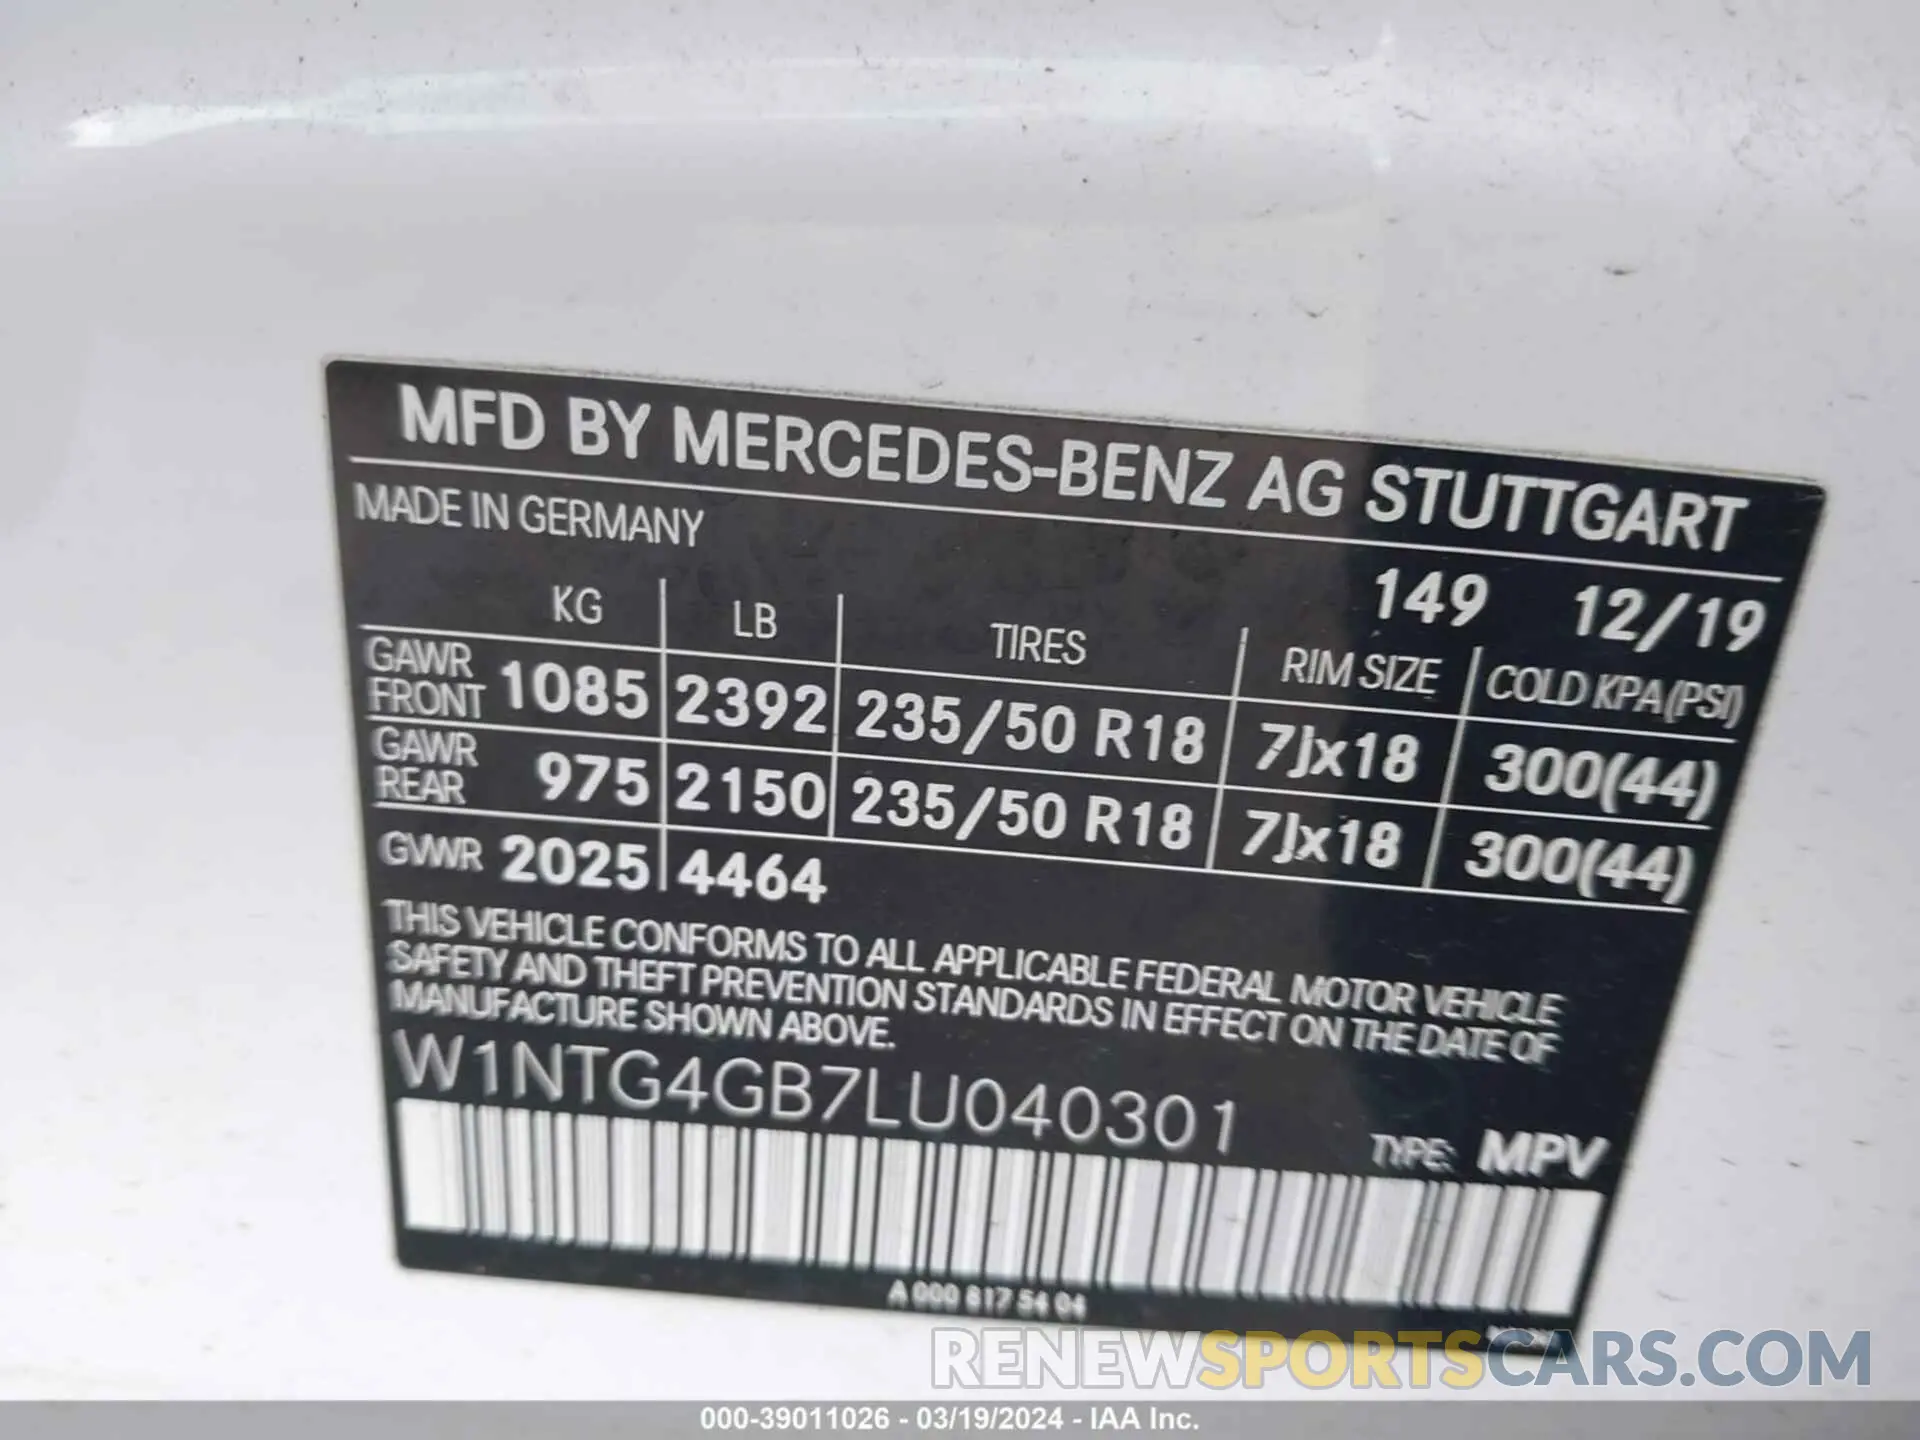 MFD BY MERCEDES-BENZ AG STUTTGART
MADE IN GERMANY
149 12/19
KG LB TIRES RIM SIZE COLD KPA(PSI)
GAWR FRONT 1085 2392 235/50 R18 7Jx18 300(44)
GAWR REAR 975 2150 235/50 R18 7Jx18 300(44)
GVWR 2025 4464
THIS VEHICLE CONFORMS TO ALL APPLICABLE FEDERAL MOTOR VEHICLE
SAFETY AND THEFT PREVENTION STANDARDS IN EFFECT ON THE DATE OF
MANUFACTURE SHOWN ABOVE.
W1NTG4GB7LU040301
TYPE: MPV
A 000 817 54 04
RENEWSPORTSCARS.COM
000-39011026 - 03/19/2024 - IAA Inc.